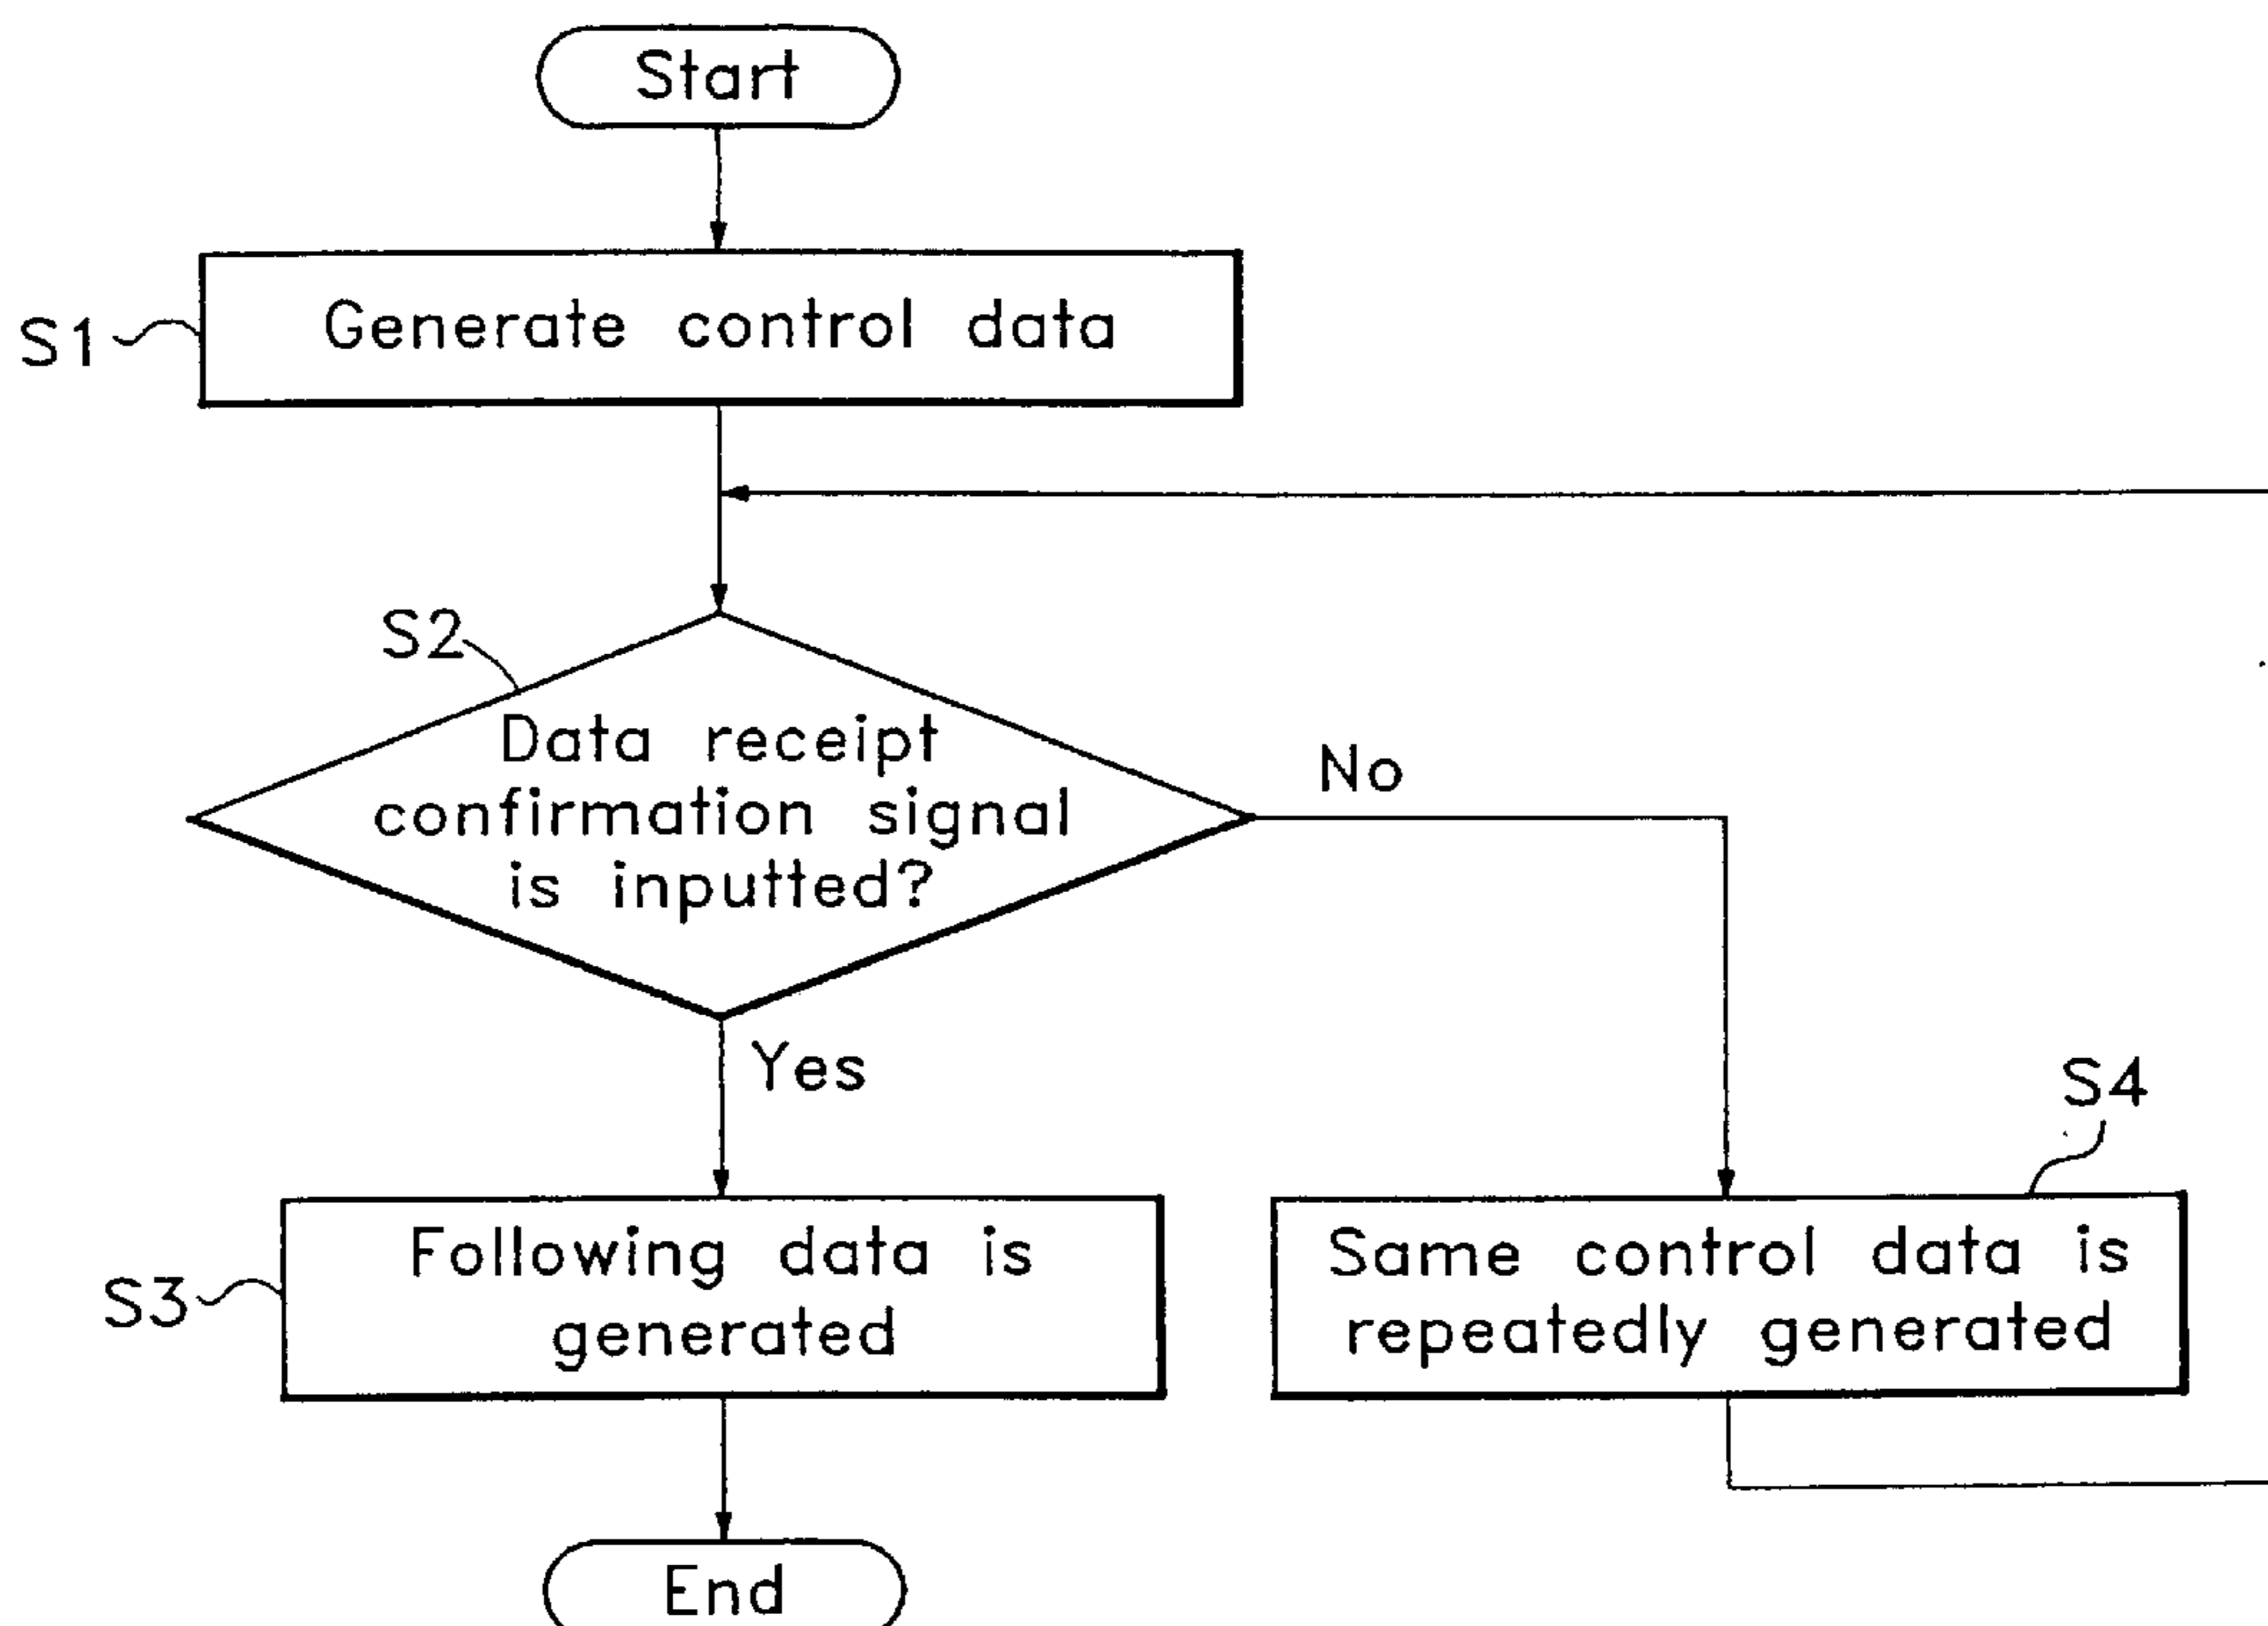 Start
S1
Generate control data
S2
Data receipt
confirmation signal
is inputted?
No
Yes
S4
S3
Following data is
generated
Same control data is
repeatedly generated
End